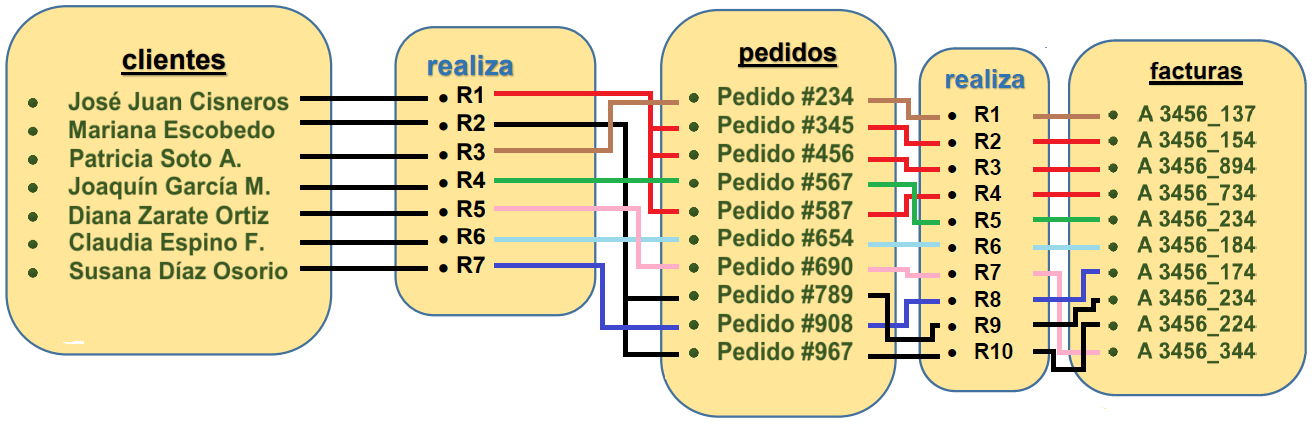 clientes
José Juan Cisneros
Mariana Escobedo
Patricia Soto A.
Joaquín García M.
Diana Zarate Ortiz
Claudia Espino F.
Susana Díaz Osorio
realiza
R1
R2
R3
R4
R5
R6
R7
pedidos
Pedido #234
Pedido #345
Pedido #456
Pedido #567
Pedido #587
Pedido #654
Pedido #690
Pedido #789
Pedido #908
Pedido #967
realiza
R1
R2
R3
R4
R5
R6
R7
R8
R9
R10
facturas
A 3456_137
A 3456_154
A 3456_894
A 3456_734
A 3456_234
A 3456_184
A 3456_174
A 3456_234
A 3456_224
A 3456_344